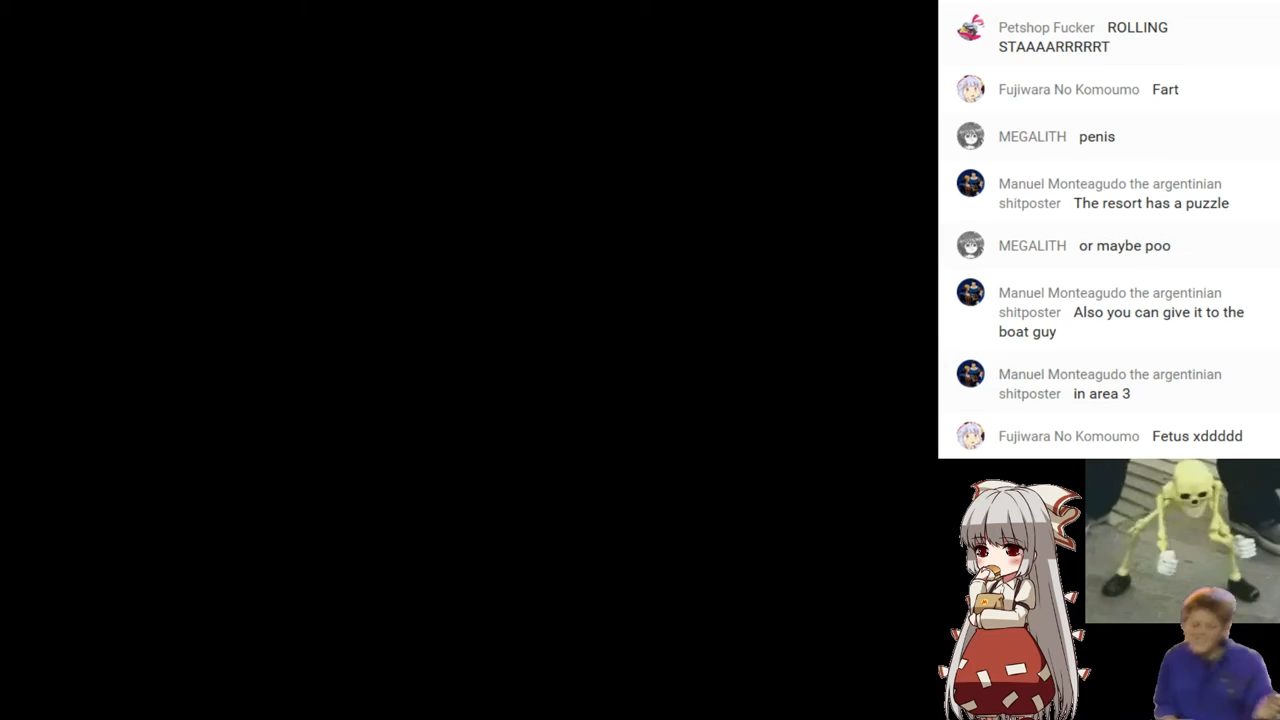 Petshop Fucker ROLLING
STAAAARRRRRT
Fujiwara No Komoumo Fart
MEGALITH penis
Manuel Monteagudo the argentinian
shitposter The resort has a puzzle
MEGALITH or maybe poo
Manuel Monteagudo the argentinian
shitposter Also you can give it to the
boat guy
Manuel Monteagudo the argentinian
shitposter in area 3
Fujiwara No Komoumo Fetus xddddd